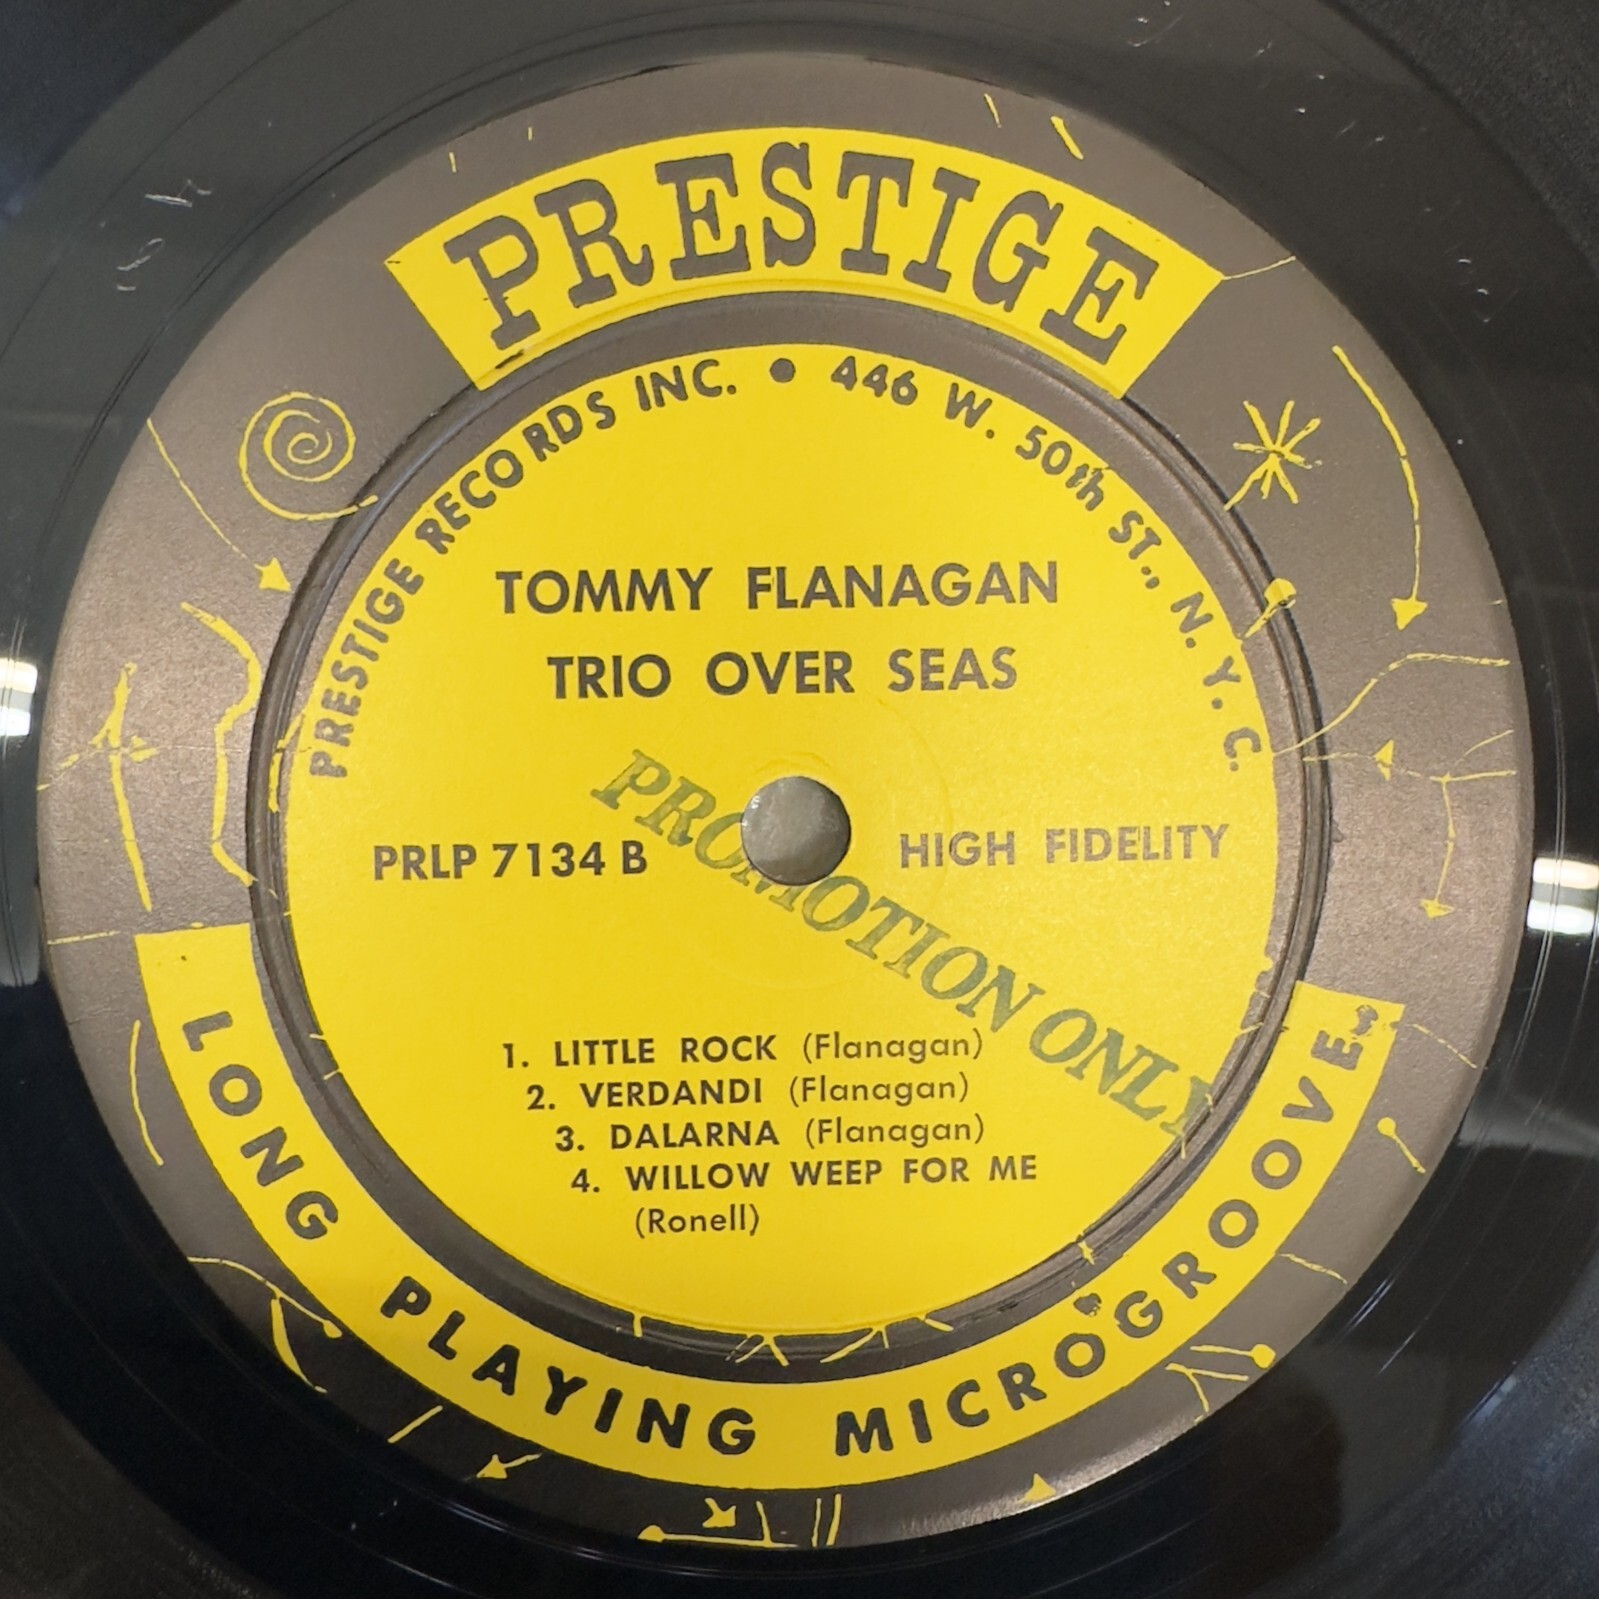 PRESTIGE
PRESTIGE RECORDS INC. • 446 W. 50th ST., N. Y. C.
TOMMY FLANAGAN
TRIO OVER SEAS
PROMOTION ONLY
PRLP 7134 B
HIGH FIDELITY
1. LITTLE ROCK (Flanagan)
2. VERDANDI (Flanagan)
3. DALARNA (Flanagan)
4. WILLOW WEEP FOR ME
(Ronell)
LONG PLAYING MICROGROOVE